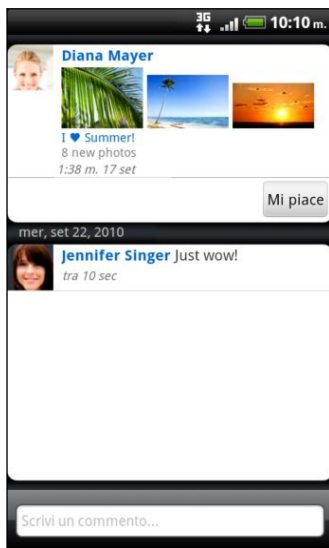 3G 10:10 m.
Diana Mayer
I ♥ Summer!
8 new photos
1:38 m. 17 set
Mi piace
mer, set 22, 2010
Jennifer Singer Just wow!
tra 10 sec
Scrivi un commento...